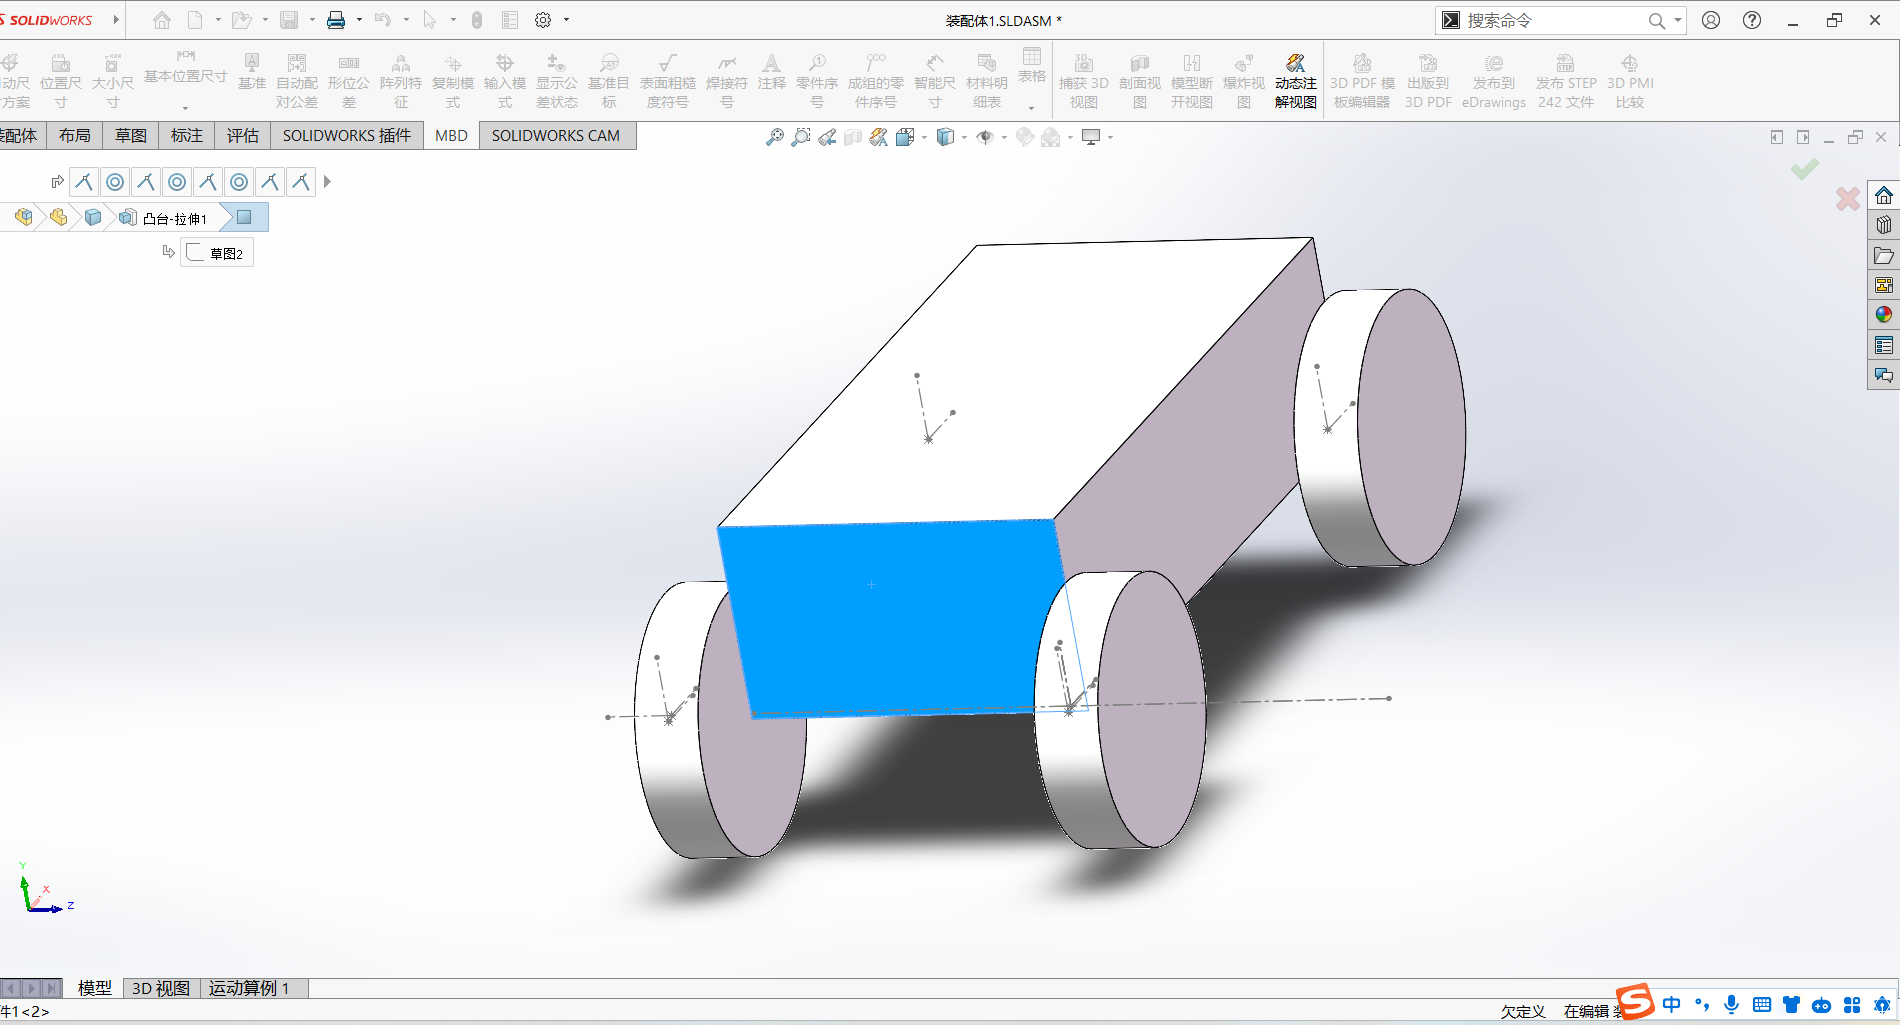 SOLIDWORKS
装配体1.SLDASM *
搜索命令
位置尺寸
大小尺寸
基本位置尺寸
基准
自动配对公差
形位公差
阵列特征
复制模式
输入模式
显示公差状态
基准目标
表面粗糙度符号
焊接符号
注释
零件序号
成组的零件序号
智能尺寸
材料明细表
表格
捕获 3D 视图
剖面视图
模型断开视图
爆炸视图
动态注解视图
3D PDF 模板编辑器
出版到 3D PDF
发布到 eDrawings
发布 STEP 242 文件
3D PMI 比较
装配体
布局
草图
标注
评估
SOLIDWORKS 插件
MBD
SOLIDWORKS CAM
凸台-拉伸1
草图2
Y
X
Z
模型
3D 视图
运动算例 1
件1<2>
欠定义
在编辑
中